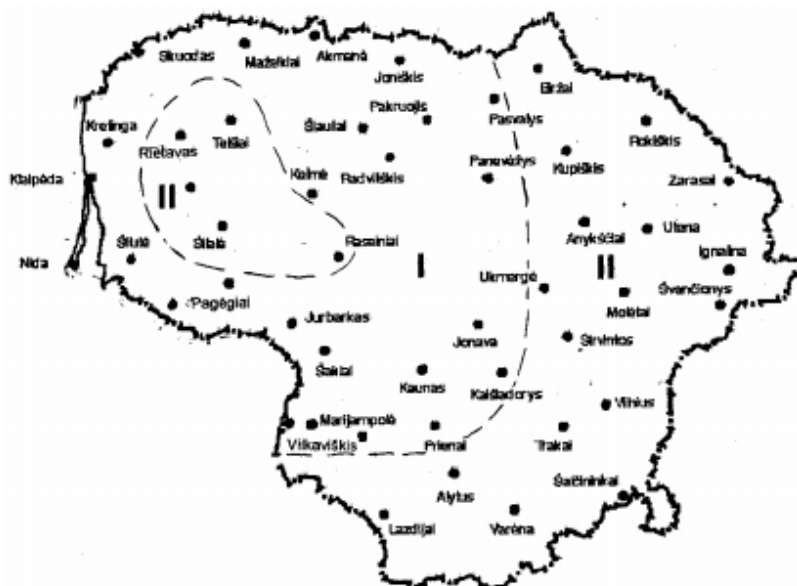 Skuodas
Mažeikiai
Akmenė
Joniškis
Biržai
Pakruojis
Pasvalys
Kretinga
Telšiai
Šiauliai
Rokiškis
Rietavas
Radviliškis
Panevėžys
Kupiškis
Klaipėda
Kelmė
Zarasai
II
Šilalė
Anykščiai
Utena
Šilutė
Raseiniai
I
II
Ignalina
Nida
Ukmergė
Švenčionys
Pagėgiai
Molėtai
Jurbarkas
Jonava
Širvintos
Šakiai
Kaunas
Kaišiadorys
Vilnius
Marijampolė
Vilkaviškis
Prienai
Trakai
Alytus
Šalčininkai
Lazdijai
Varėna